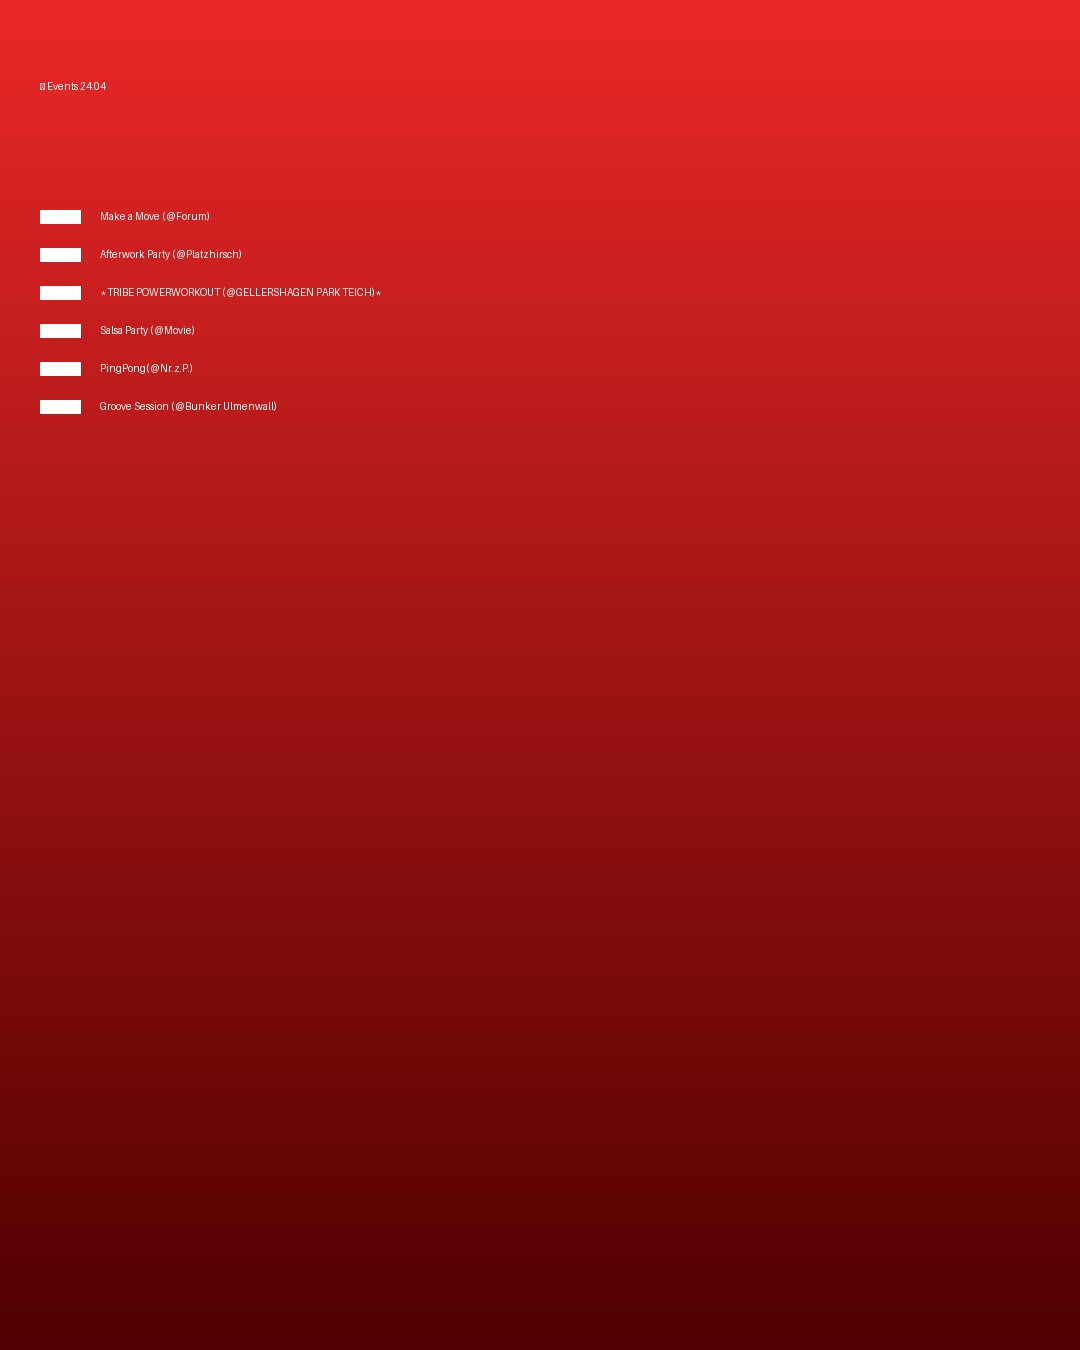 Events 24.04
Make a Move (@Forum)
Afterwork Party (@Platzhirsch)
*TRIBE POWERWORKOUT (@GELLERSHAGEN PARK TEICH)*
Salsa Party (@Movie)
PingPong(@Nr.z.P.)
Groove Session (@Bunker Ulmenwall)